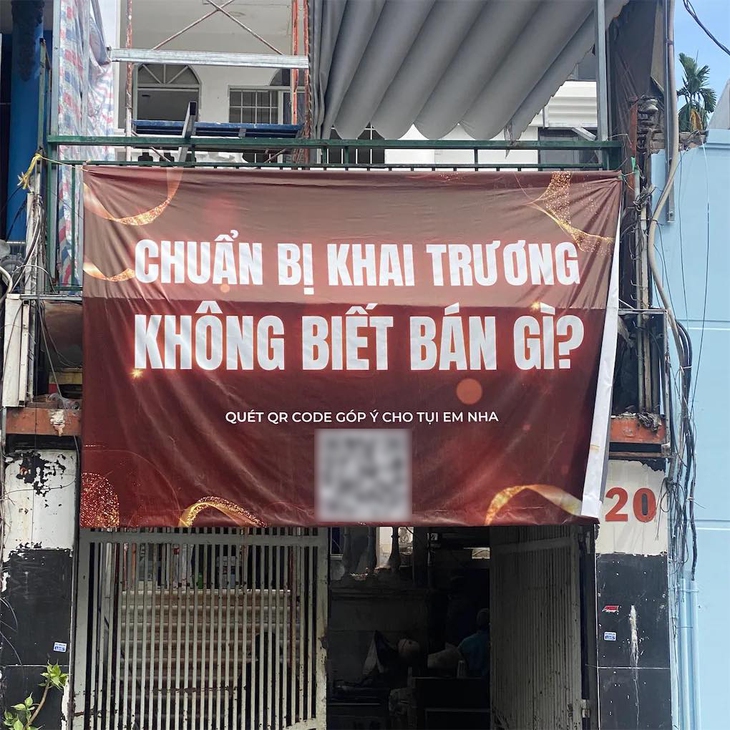 CHUẨN BỊ KHAI TRƯƠNG
KHÔNG BIẾT BÁN GÌ?
QUÉT QR CODE GÓP Ý CHO TỤI EM NHA
20